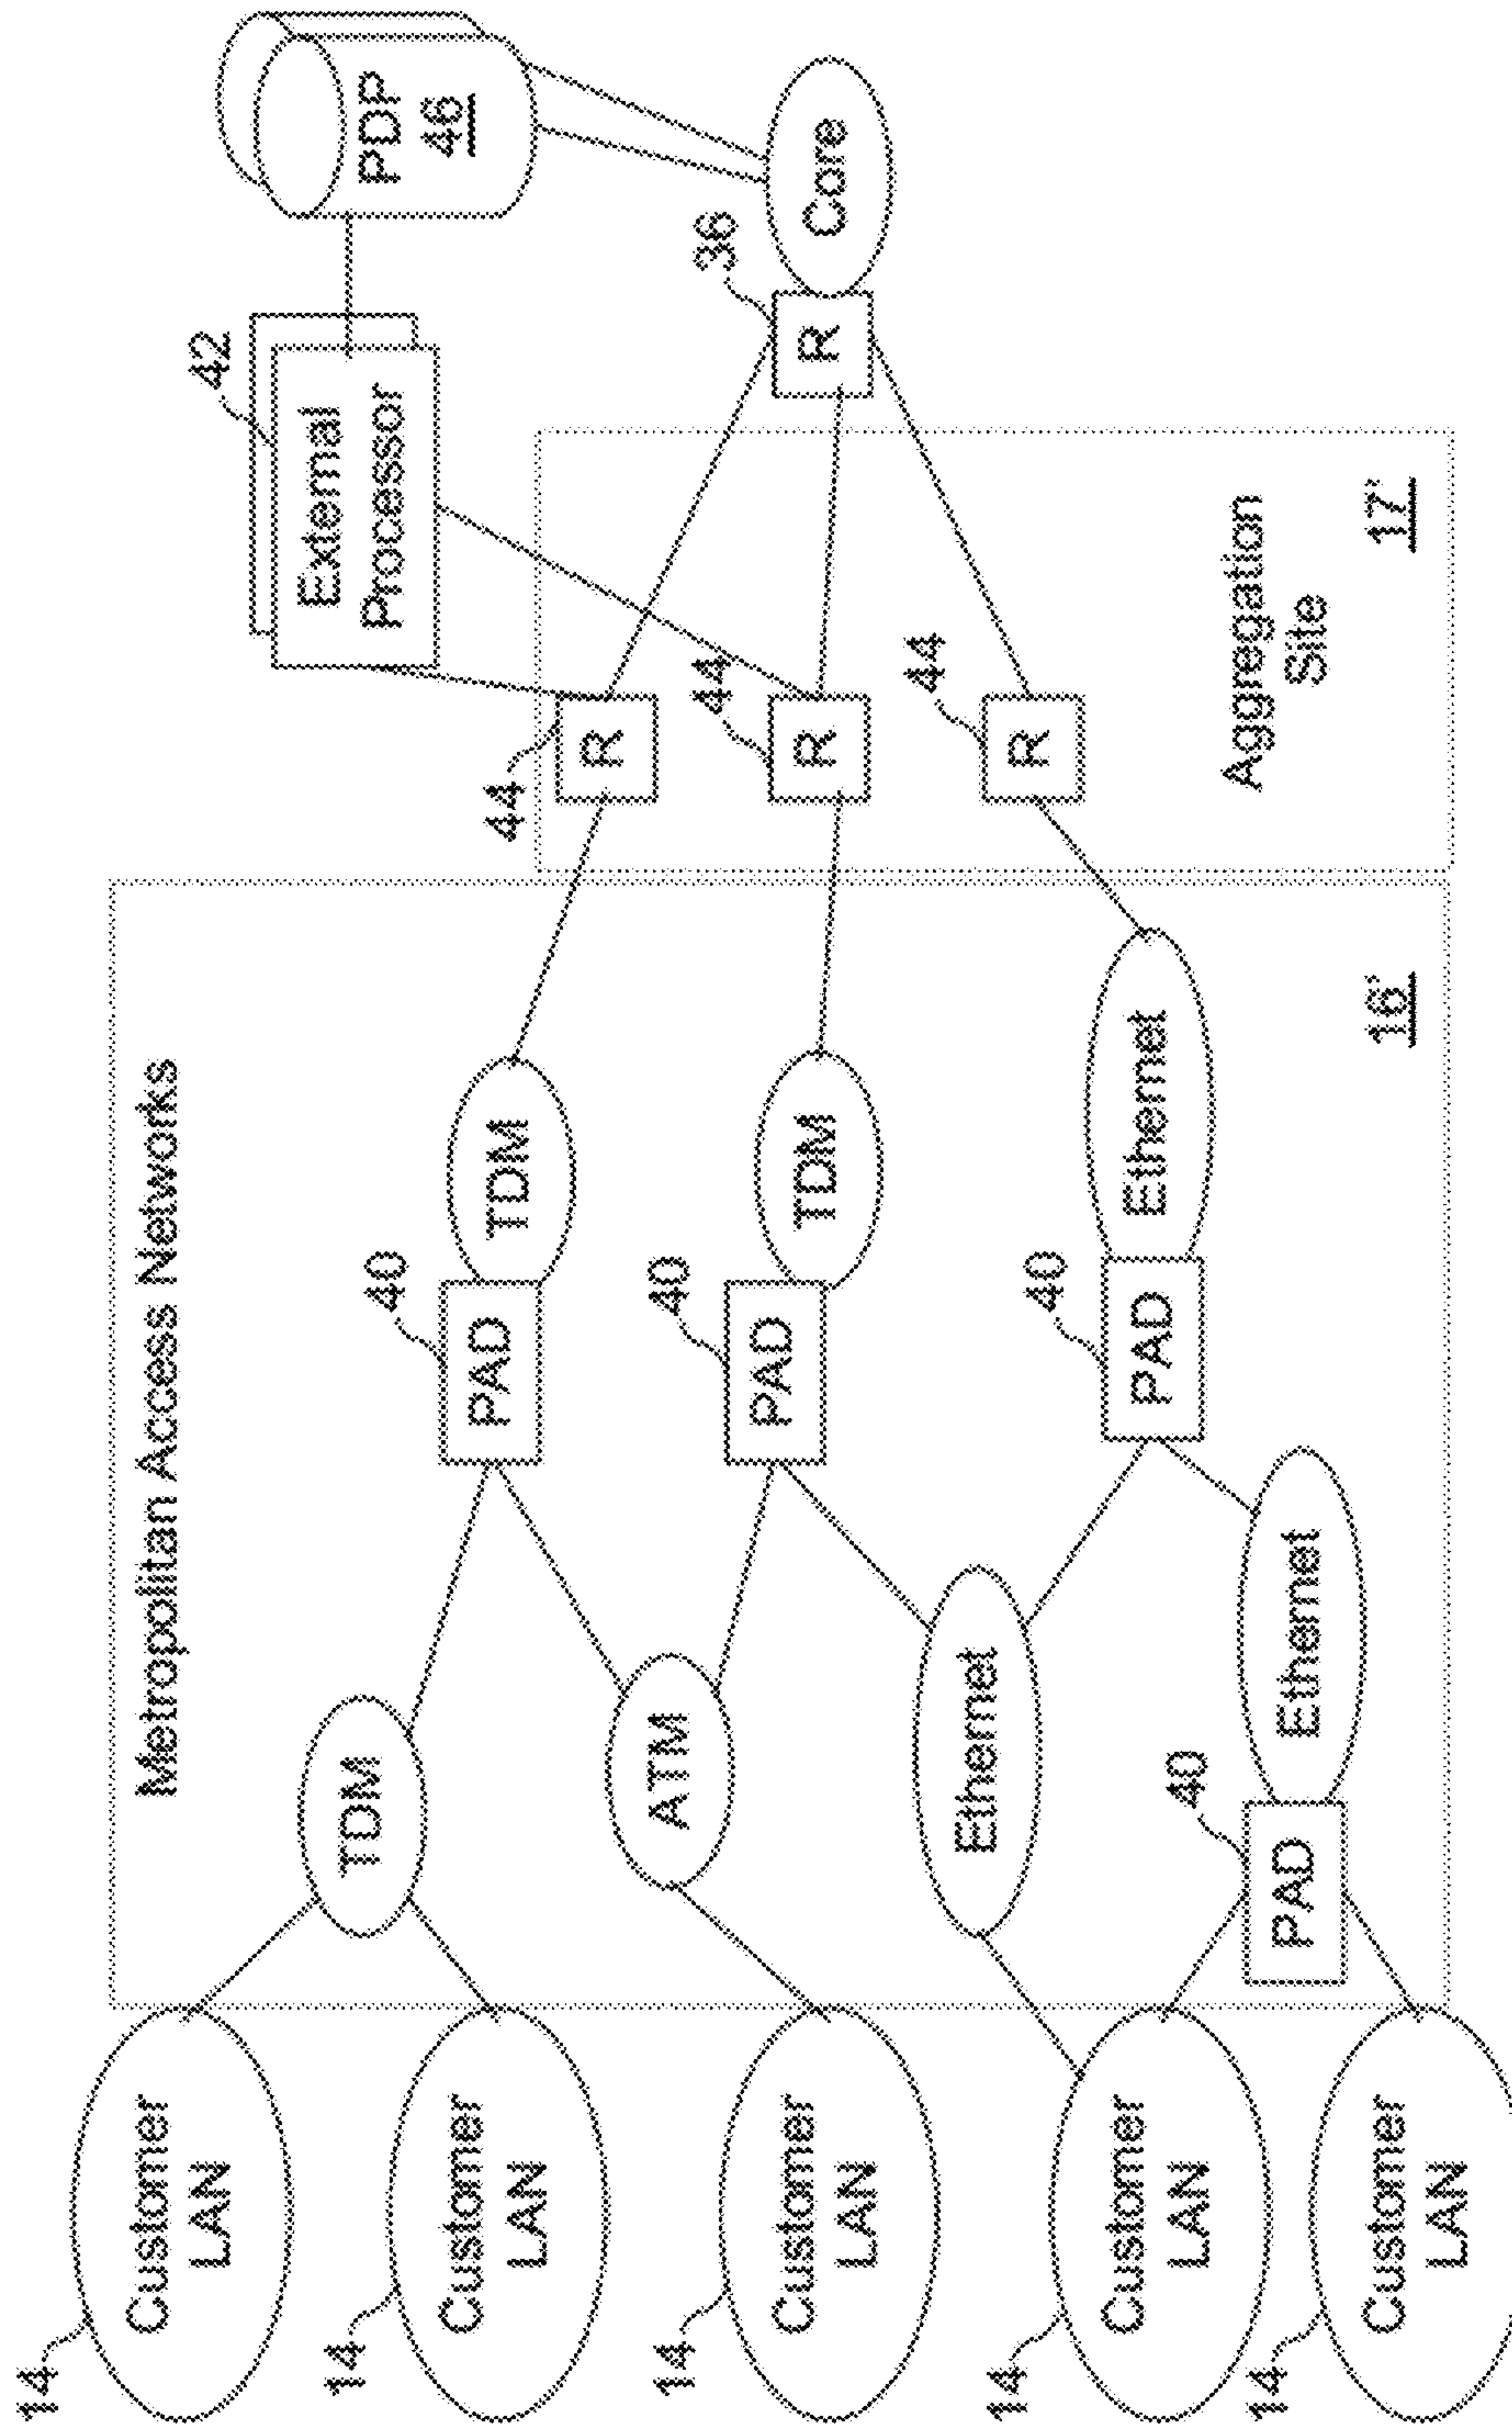 Metropolitan Access Networks
14
Customer
LAN
14
Customer
LAN
14
Customer
LAN
14
Customer
LAN
14
Customer
LAN
TDM
ATM
Ethernet
40
PAD
Ethernet
40
PAD
TDM
40
PAD
TDM
40
PAD
Ethernet
16'
44
R
44
R
44
R
Aggregation
Site
17'
42
External
Processor
PDP
46
36
R
Core